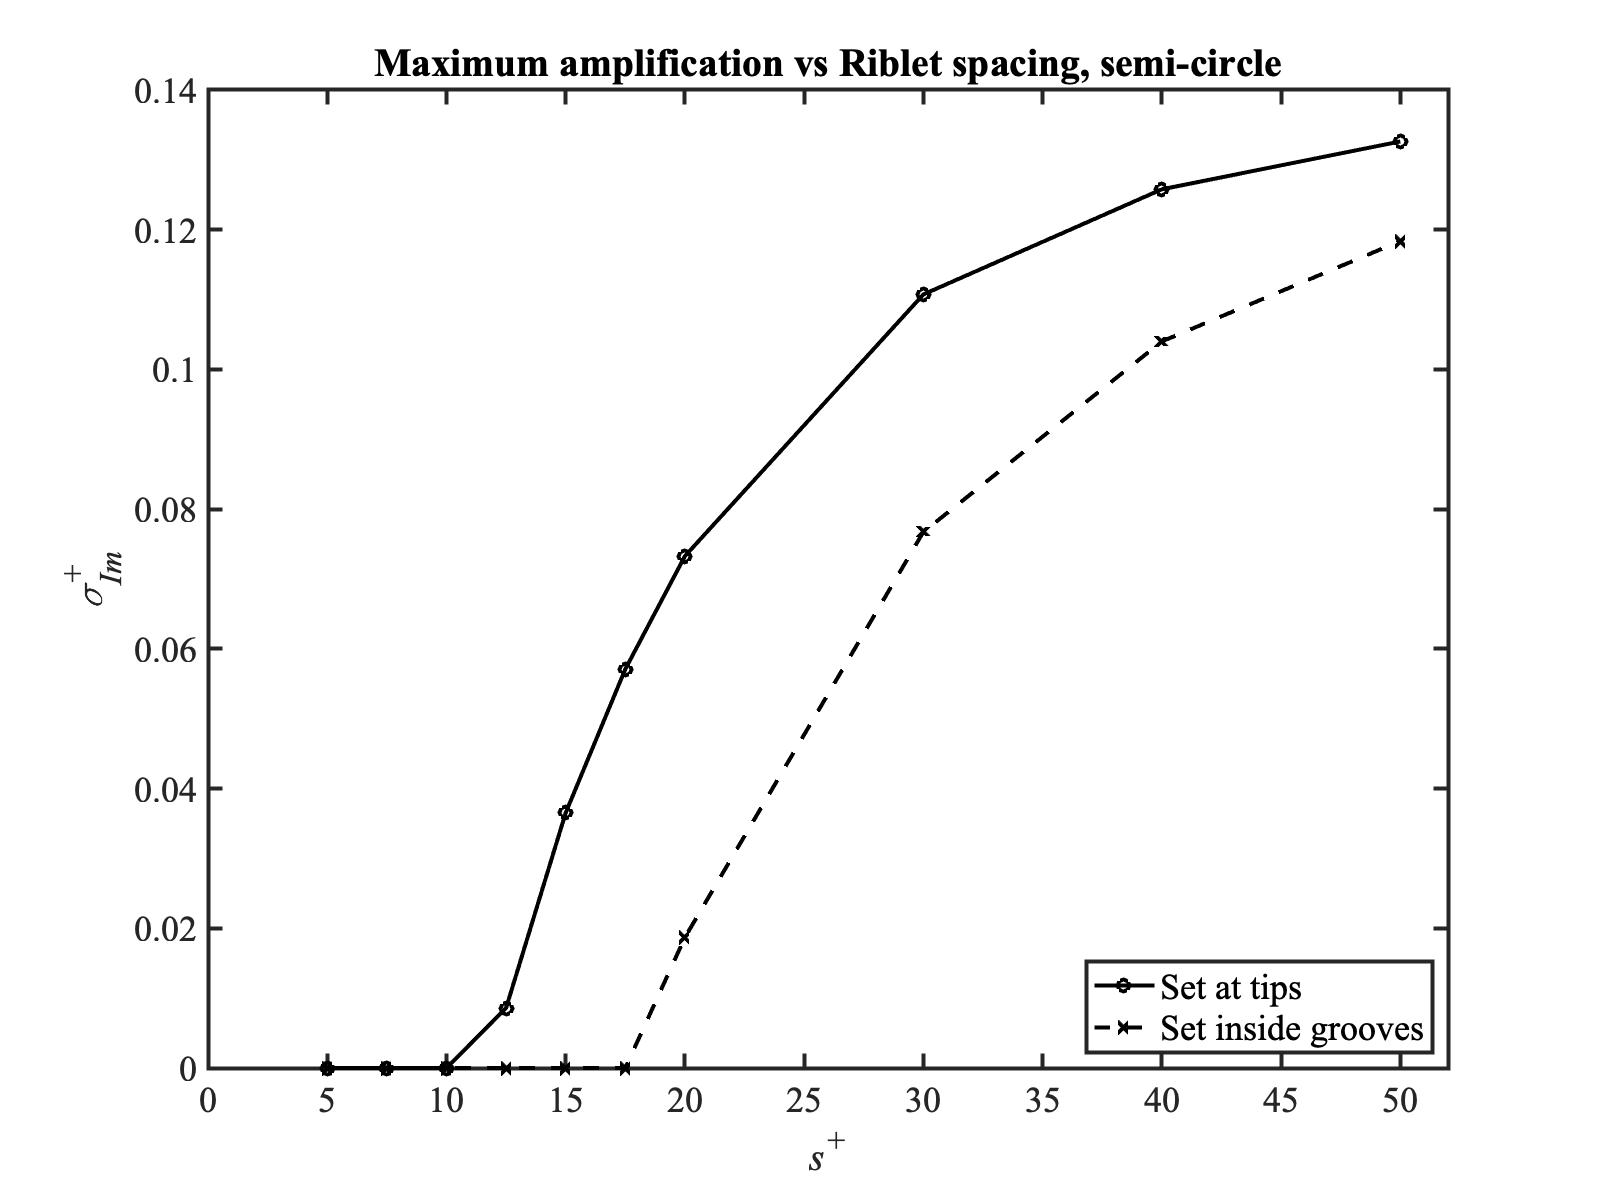 Maximum amplification vs Riblet spacing, semi-circle
0.14
0.12
0.1
0.08
0.06
0.04
0.02
0
σ⁺Im
0 5 10 15 20 25 30 35 40 45 50
s⁺
Set at tips
Set inside grooves